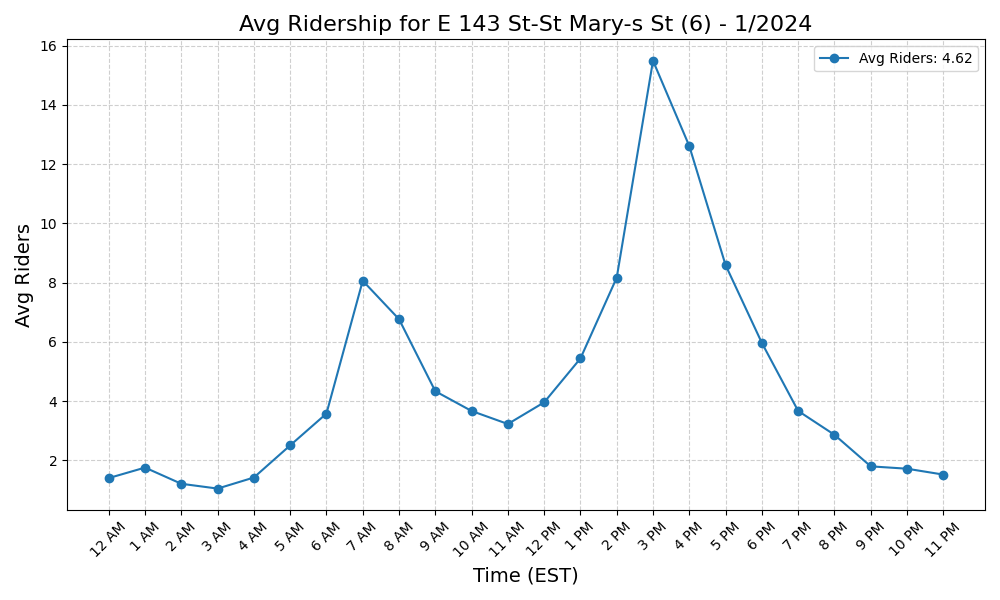 Avg Ridership for E 143 St-St Mary-s St (6) - 1/2024
Avg Riders: 4.62
Avg Riders
16
14
12
10
8
6
4
2
12 AM
1 AM
2 AM
3 AM
4 AM
5 AM
6 AM
7 AM
8 AM
9 AM
10 AM
11 AM
12 PM
1 PM
2 PM
3 PM
4 PM
5 PM
6 PM
7 PM
8 PM
9 PM
10 PM
11 PM
Time (EST)